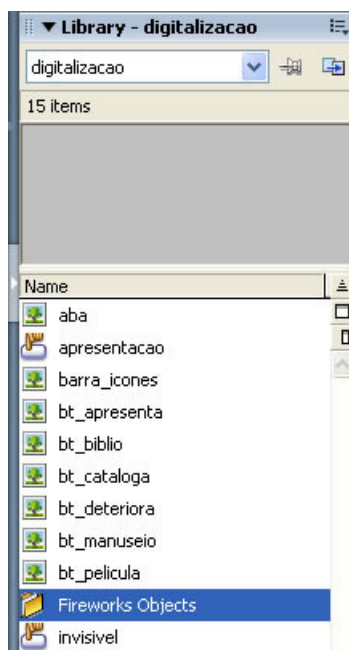 Library - digitalizacao
digitalizacao
15 items
Name
aba
apresentacao
barra_icones
bt_apresenta
bt_biblio
bt_cataloga
bt_deteriora
bt_manuseio
bt_pelicula
Fireworks Objects
invisivel